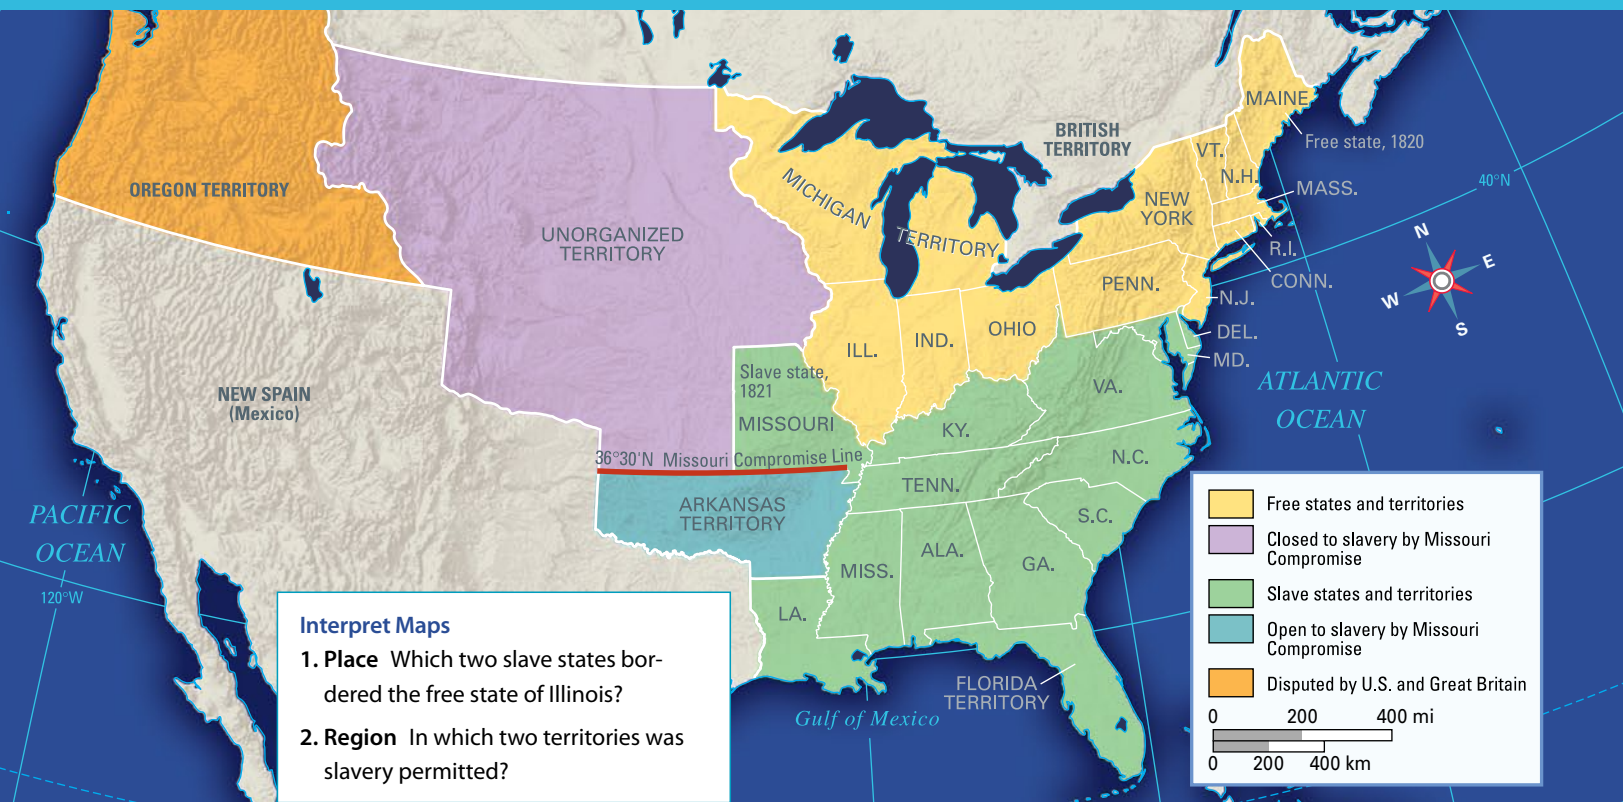 MAINE
Free state, 1820
BRITISH
TERRITORY
VT.
N.H.
MASS.
40°N
OREGON TERRITORY
MICHIGAN
TERRITORY
NEW
YORK
UNORGANIZED
TERRITORY
R.I.
CONN.
N
E
W
S
PENN.
N.J.
OHIO
IND.
ILL.
DEL.
MD.
Slave state,
1821
MISSOURI
NEW SPAIN
(Mexico)
VA.
KY.
ATLANTIC
OCEAN
36°30'N Missouri Compromise Line
N.C.
TENN.
ARKANSAS
TERRITORY
S.C.
PACIFIC
OCEAN
120°W
MISS.
ALA.
GA.
LA.
FLORIDA
TERRITORY
Gulf of Mexico
Interpret Maps
1. Place Which two slave states bor-
dered the free state of Illinois?
2. Region In which two territories was
slavery permitted?
Free states and territories
Closed to slavery by Missouri
Compromise
Slave states and territories
Open to slavery by Missouri
Compromise
Disputed by U.S. and Great Britain
0 200 400 mi
0 200 400 km